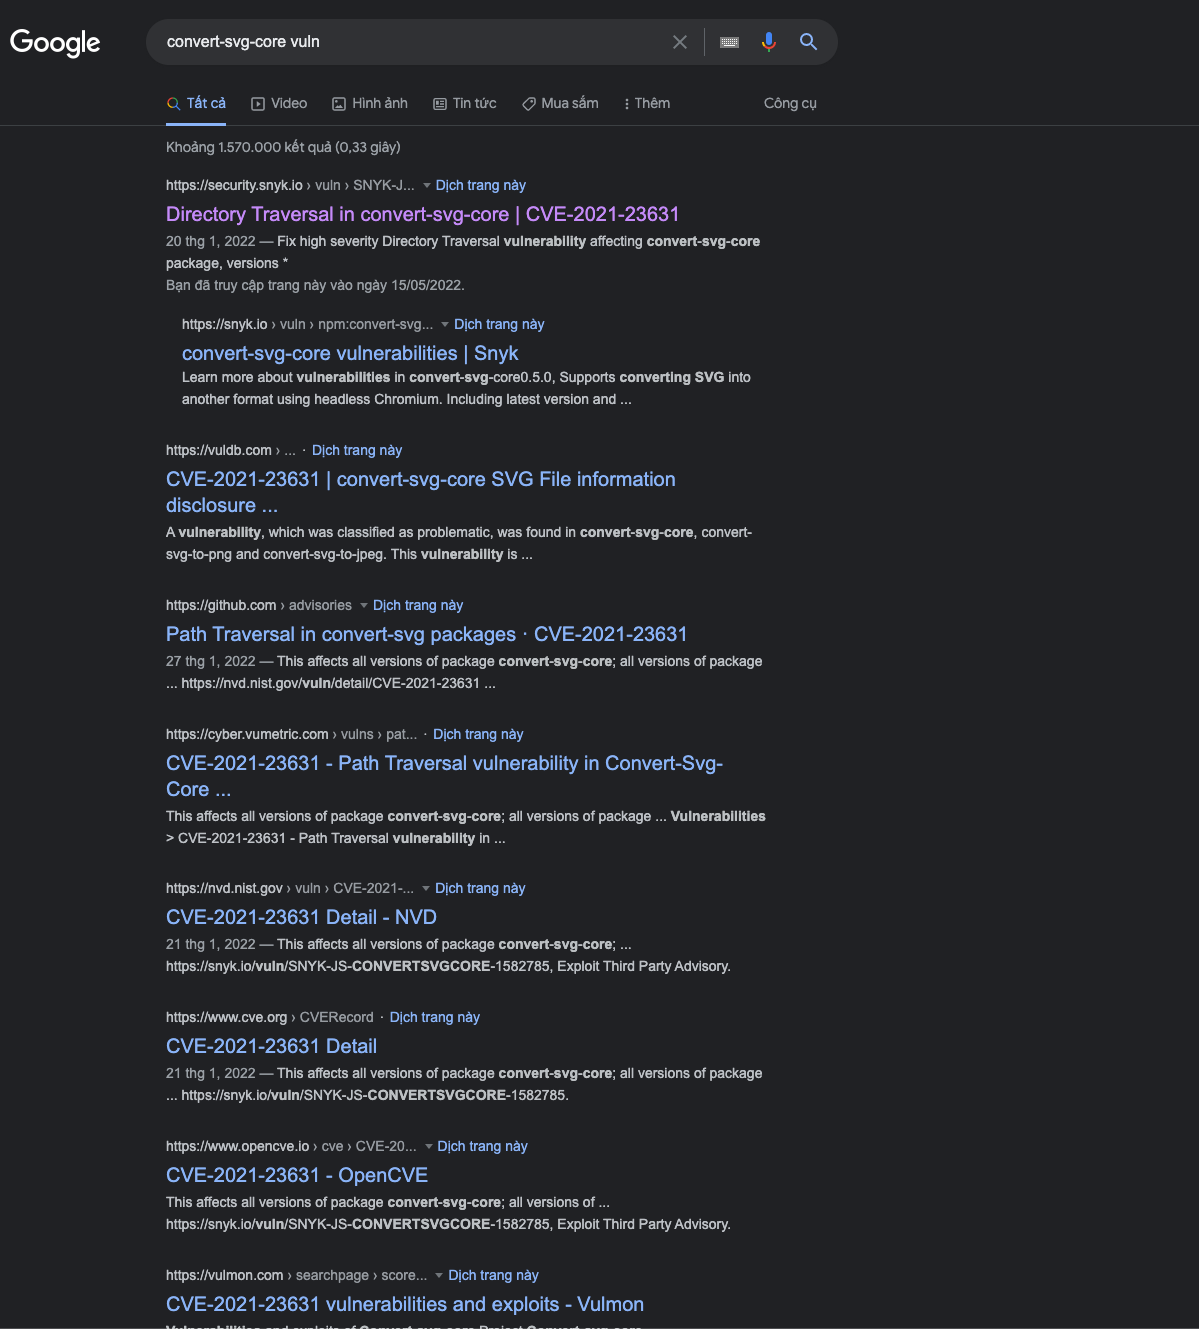 Google
convert-svg-core vuln
Tất cả Video Hình ảnh Tin tức Mua sắm Thêm Công cụ
Khoảng 1.570.000 kết quả (0,33 giây)
https://security.snyk.io › vuln › SNYK-J... Dịch trang này
Directory Traversal in convert-svg-core | CVE-2021-23631
20 thg 1, 2022 — Fix high severity Directory Traversal vulnerability affecting convert-svg-core
package, versions *
Bạn đã truy cập trang này vào ngày 15/05/2022.
https://snyk.io › vuln › npm:convert-svg... Dịch trang này
convert-svg-core vulnerabilities | Snyk
Learn more about vulnerabilities in convert-svg-core0.5.0, Supports converting SVG into
another format using headless Chromium. Including latest version and ...
https://vuldb.com › ... · Dịch trang này
CVE-2021-23631 | convert-svg-core SVG File information
disclosure ...
A vulnerability, which was classified as problematic, was found in convert-svg-core, convert-
svg-to-png and convert-svg-to-jpeg. This vulnerability is ...
https://github.com › advisories Dịch trang này
Path Traversal in convert-svg packages · CVE-2021-23631
27 thg 1, 2022 — This affects all versions of package convert-svg-core; all versions of package
... https://nvd.nist.gov/vuln/detail/CVE-2021-23631 ...
https://cyber.vumetric.com › vulns › pat... · Dịch trang này
CVE-2021-23631 - Path Traversal vulnerability in Convert-Svg-
Core ...
This affects all versions of package convert-svg-core; all versions of package ... Vulnerabilities
> CVE-2021-23631 - Path Traversal vulnerability in ...
https://nvd.nist.gov › vuln › CVE-2021-... Dịch trang này
CVE-2021-23631 Detail - NVD
21 thg 1, 2022 — This affects all versions of package convert-svg-core; ...
https://snyk.io/vuln/SNYK-JS-CONVERTSVGCORE-1582785, Exploit Third Party Advisory.
https://www.cve.org › CVERecord · Dịch trang này
CVE-2021-23631 Detail
21 thg 1, 2022 — This affects all versions of package convert-svg-core; all versions of package
... https://snyk.io/vuln/SNYK-JS-CONVERTSVGCORE-1582785.
https://www.opencve.io › cve › CVE-20... Dịch trang này
CVE-2021-23631 - OpenCVE
This affects all versions of package convert-svg-core; all versions of ...
https://snyk.io/vuln/SNYK-JS-CONVERTSVGCORE-1582785, Exploit Third Party Advisory.
https://vulmon.com › searchpage › score... Dịch trang này
CVE-2021-23631 vulnerabilities and exploits - Vulmon
Vulnerabilities and exploits of Convert-svg-core Project Convert-svg-core